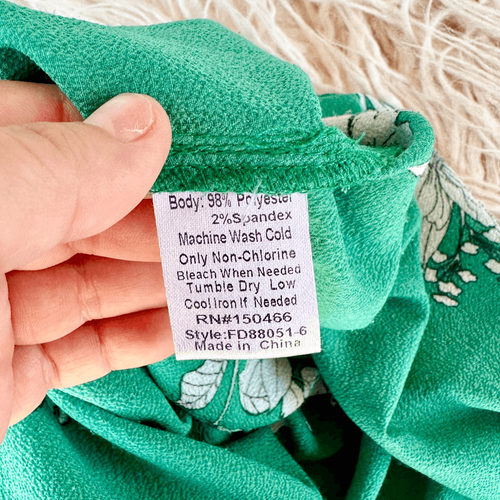 Body: 98% Polyester
2%Spandex
Machine Wash Cold
Only Non-Chlorine
Bleach When Needed
Tumble Dry Low
Cool Iron If Needed
RN#150466
Style:FD88051-6
Made in China